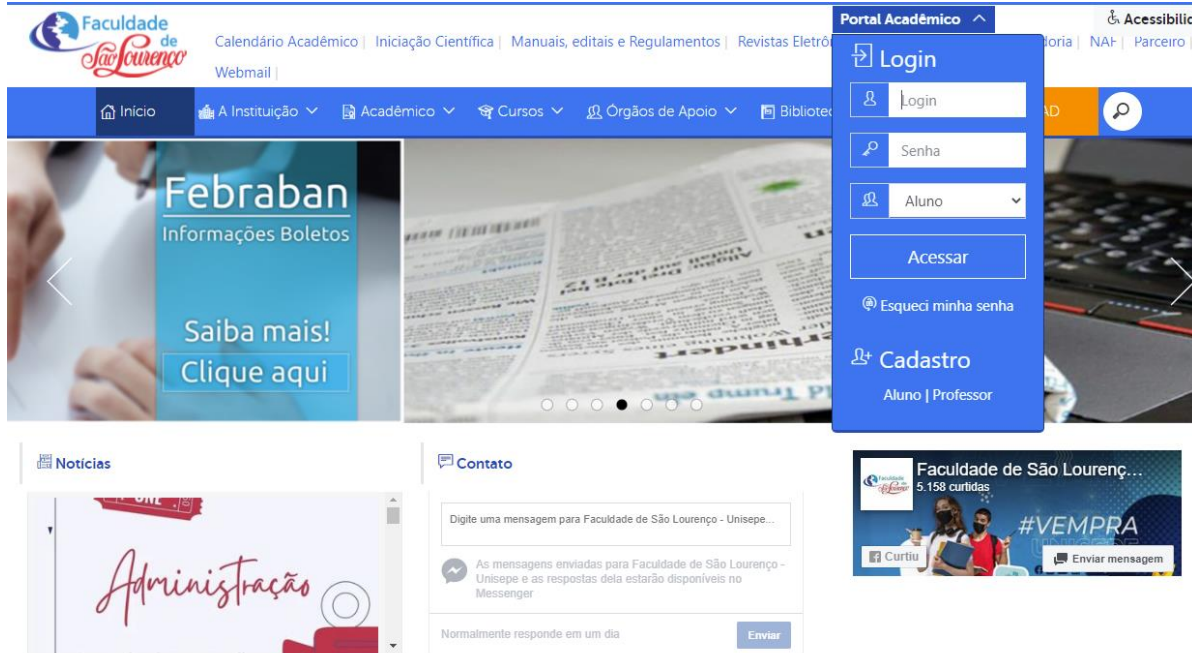 Faculdade
de
São Lourenço
Calendário Acadêmico | Iniciação Científica | Manuais, editais e Regulamentos | Revistas Eletrô
doria | NAF | Parceiro |
Webmail |
Portal Acadêmico
Acessibilid
Início
A Instituição
Acadêmico
Cursos
Órgãos de Apoio
Bibliotec
AD
Login
Login
Senha
Aluno
Acessar
Esqueci minha senha
Cadastro
Aluno | Professor
Febraban
Informações Boletos
Saiba mais!
Clique aqui
Notícias
Administração
Contato
Digite uma mensagem para Faculdade de São Lourenço - Unisepe...
As mensagens enviadas para Faculdade de São Lourenço -
Unisepe e as respostas dela estarão disponíveis no
Messenger
Normalmente responde em um dia
Enviar
Faculdade de São Lourenç...
5.158 curtidas
#VEMPRA
UNISEPE
Curtiu
Enviar mensagem